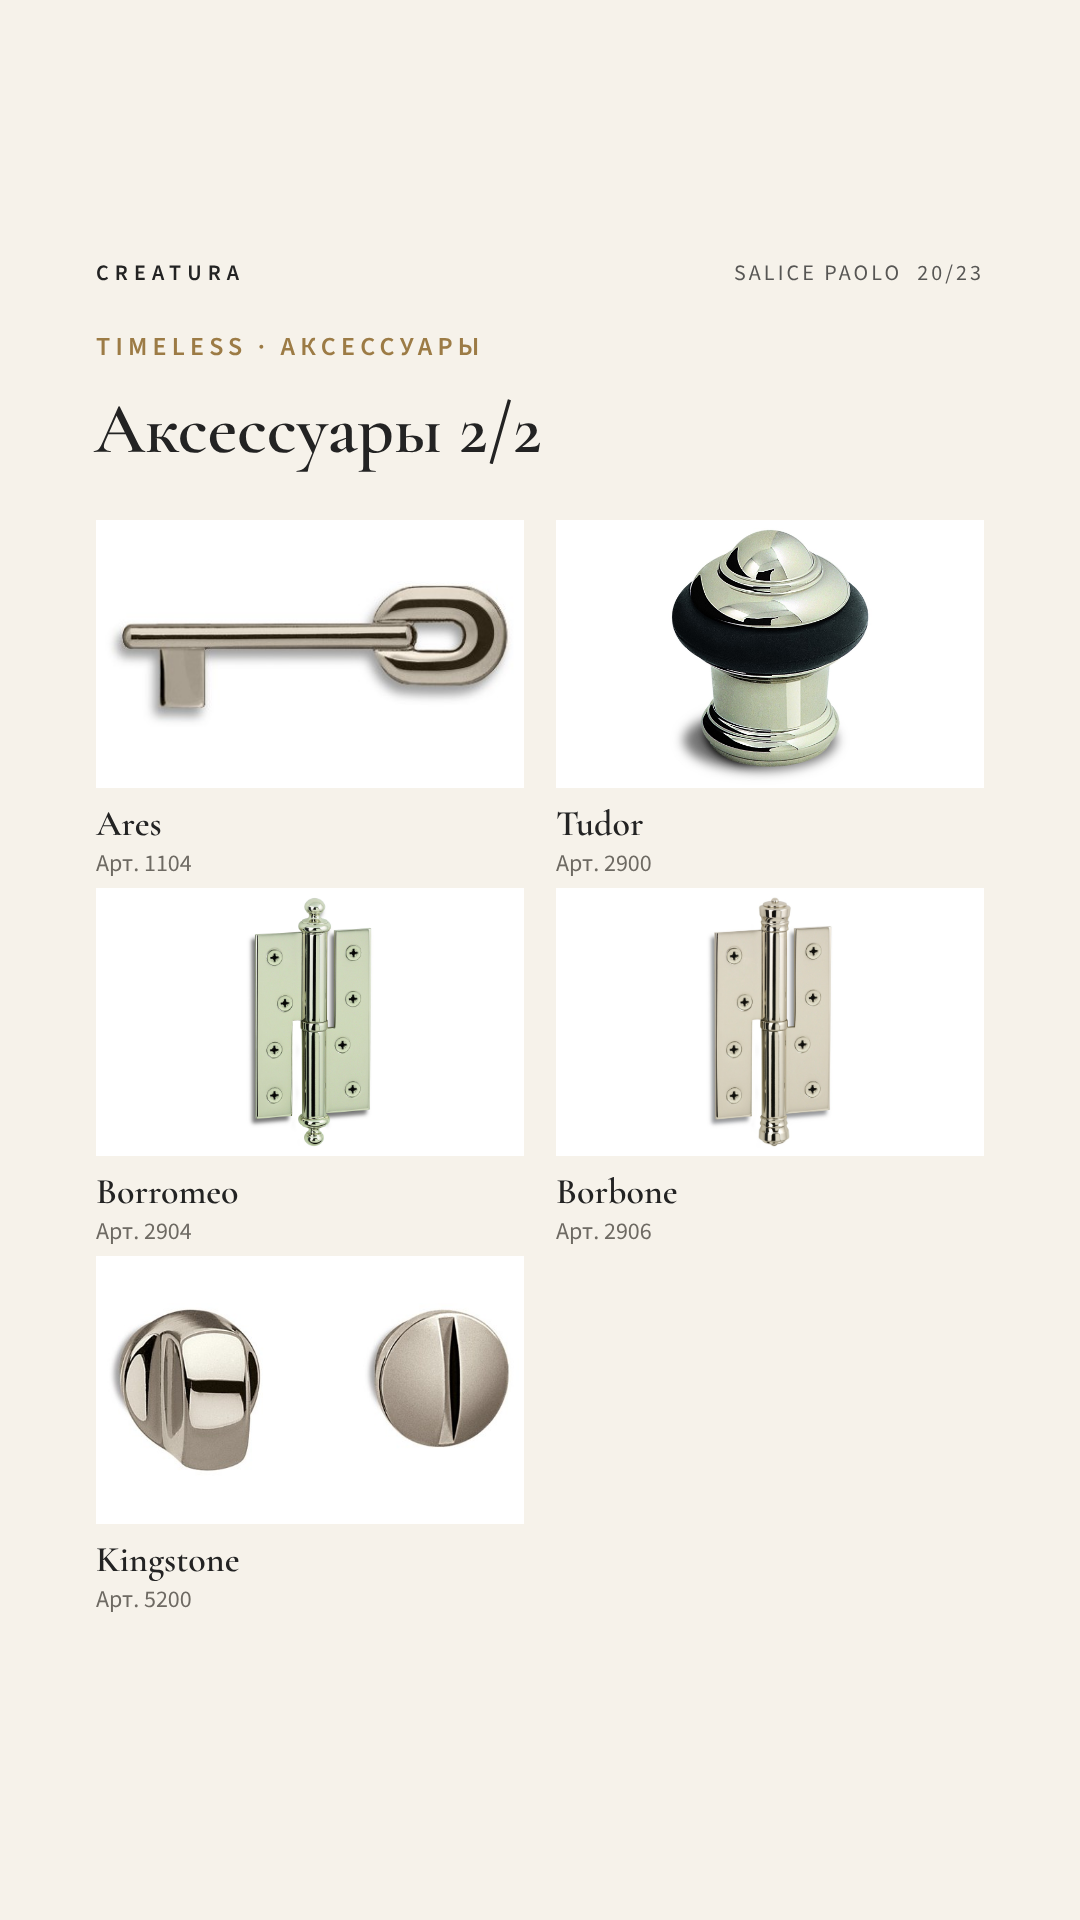 CREATURA
SALICE PAOLO 20/23
TIMELESS · АКСЕССУАРЫ
Аксессуары 2/2
Ares
Арт. 1104
Tudor
Арт. 2900
Borromeo
Арт. 2904
Borbone
Арт. 2906
Kingstone
Арт. 5200